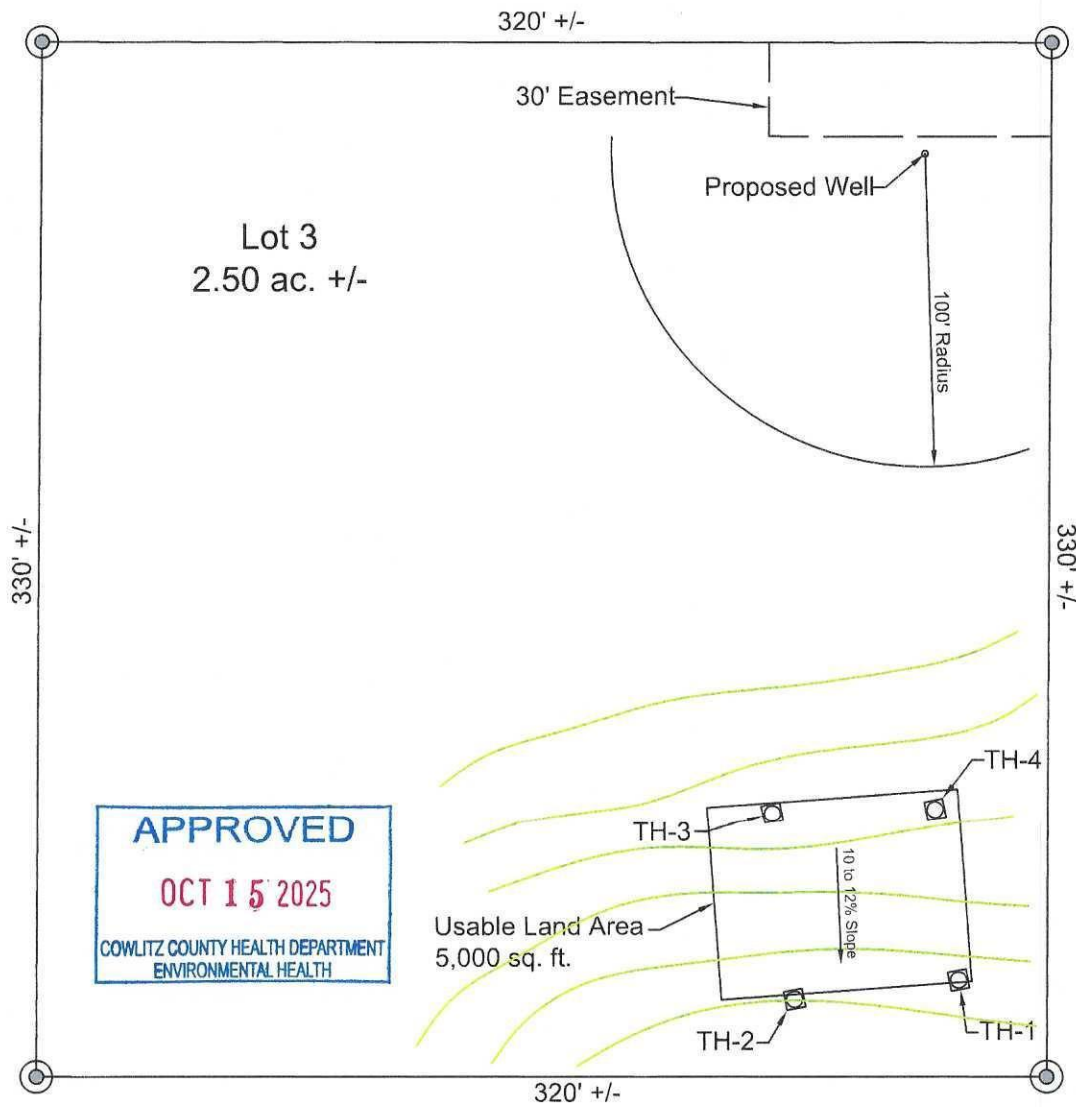 320' +/-
30' Easement
Proposed Well
Lot 3
2.50 ac. +/-
100' Radius
330' +/-
330' +/-
TH-4
TH-3
APPROVED
OCT 15 2025
COWLITZ COUNTY HEALTH DEPARTMENT
ENVIRONMENTAL HEALTH
10 to 12% Slope
Usable Land Area
5,000 sq. ft.
TH-2
TH-1
320' +/-